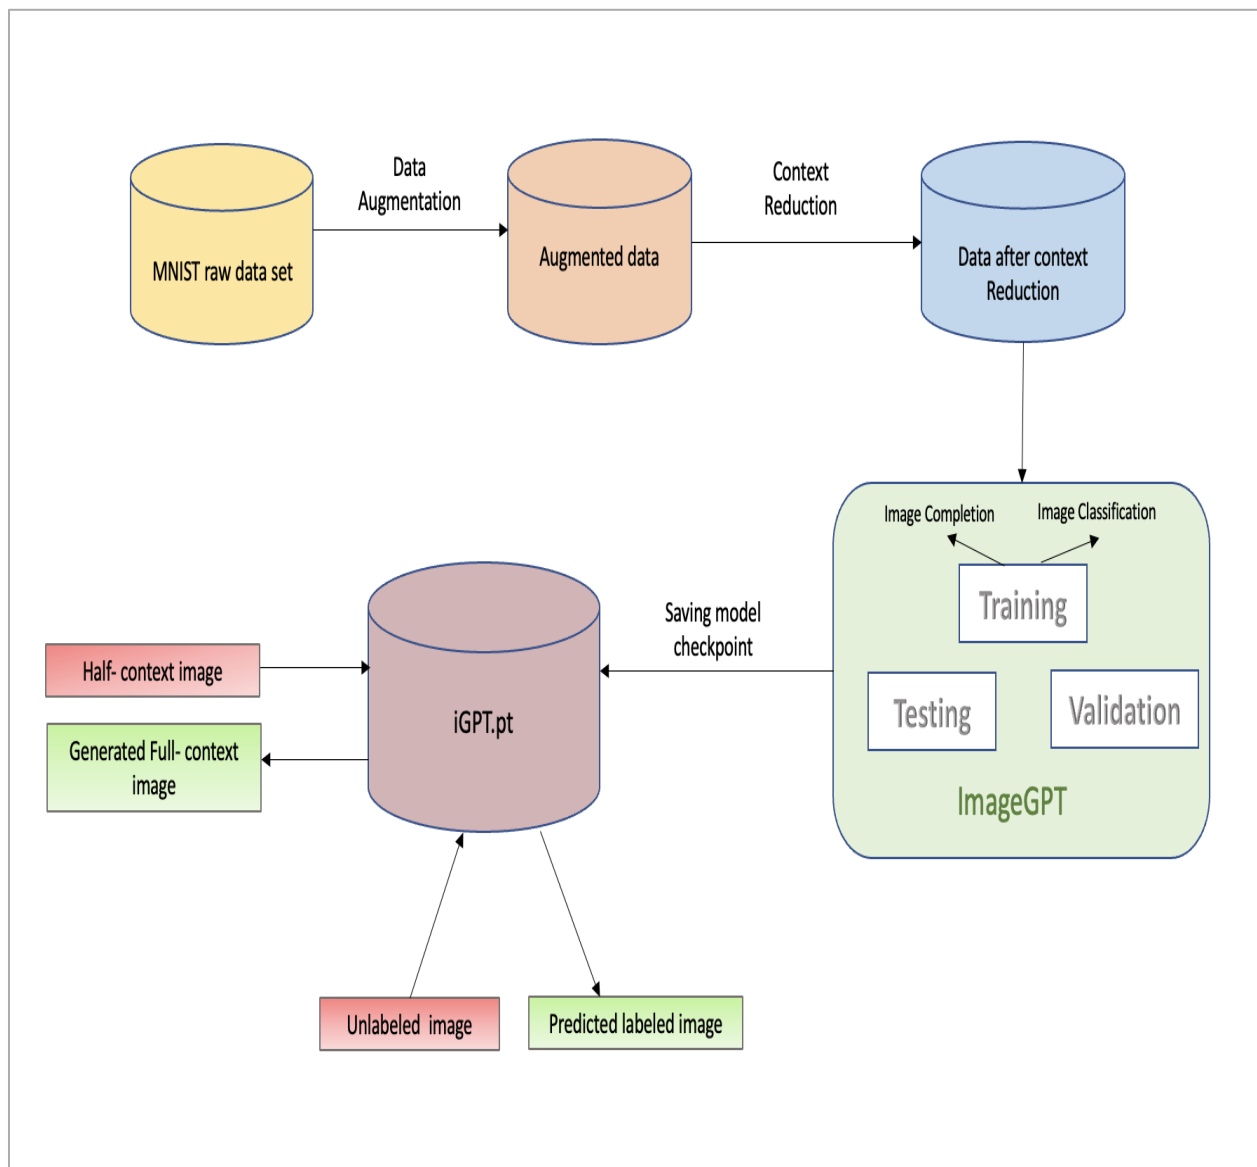 Data
Augmentation
Context
Reduction
MNIST raw data set
Augmented data
Data after context
Reduction
Image Completion
Image Classification
Training
Testing
Validation
ImageGPT
Saving model
checkpoint
Half- context image
Generated Full- context
image
iGPT.pt
Unlabeled image
Predicted labeled image